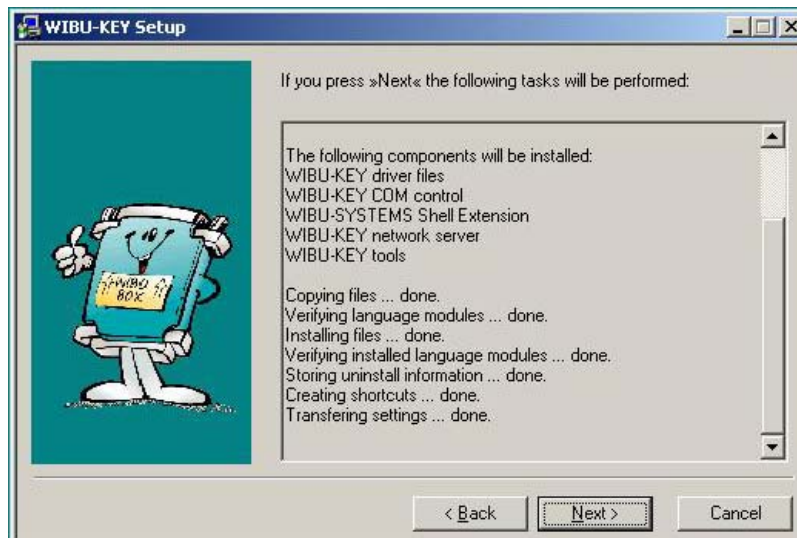 WIBU-KEY Setup
If you press »Next« the following tasks will be performed:
The following components will be installed:
WIBU-KEY driver files
WIBU-KEY COM control
WIBU-SYSTEMS Shell Extension
WIBU-KEY network server
WIBU-KEY tools
Copying files ... done.
Verifying language modules ... done.
Installing files ... done.
Verifying installed language modules ... done.
Storing uninstall information ... done.
Creating shortcuts ... done.
Transfering settings ... done.
WIBU
BOX
< Back
Next >
Cancel